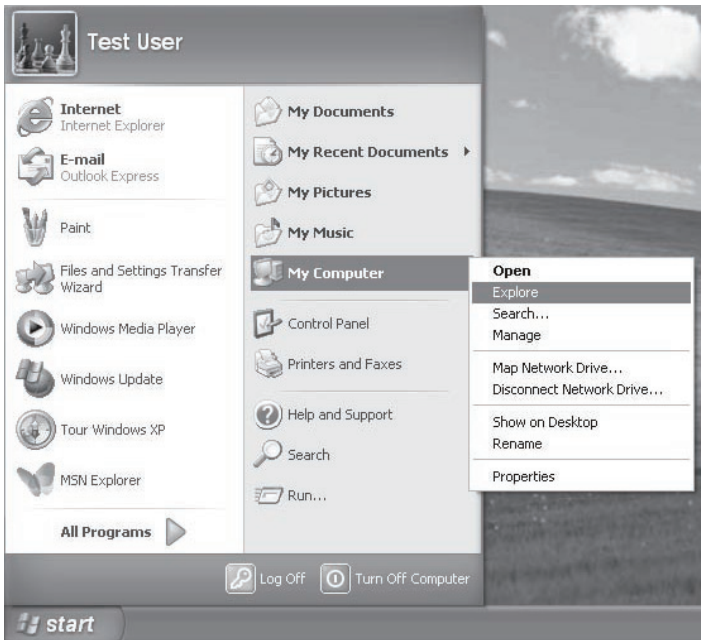 Test User
Internet
Internet Explorer
E-mail
Outlook Express
Paint
Files and Settings Transfer
Wizard
Windows Media Player
Windows Update
Tour Windows XP
MSN Explorer
All Programs
My Documents
My Recent Documents
My Pictures
My Music
My Computer
Control Panel
Printers and Faxes
Help and Support
Search
Run...
Open
Explore
Search...
Manage
Map Network Drive...
Disconnect Network Drive...
Show on Desktop
Rename
Properties
Log Off
Turn Off Computer
start